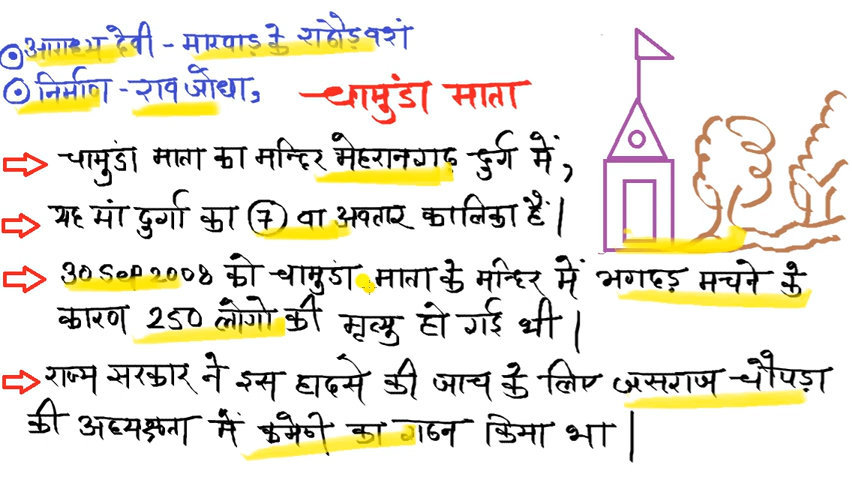 आराध्य देवी - मारवाड़ के राठौड़ वंश
निर्माण - राव जोधा,
चामुंडा माता
चामुंडा माता का मन्दिर मेहरानगढ़ दुर्ग में,
यह मां दुर्गा का 7 वा अवतार कालिका हैं।
30 Sep 2008 को चामुंडा माता के मन्दिर में भगदड़ मचने के
कारण 250 लोगो की मृत्यु हो गई थी।
राज्य सरकार ने इस हादसे की जाच के लिए जसराज चौपड़ा
की अध्यक्षता में कमेटी का गठन किया था।